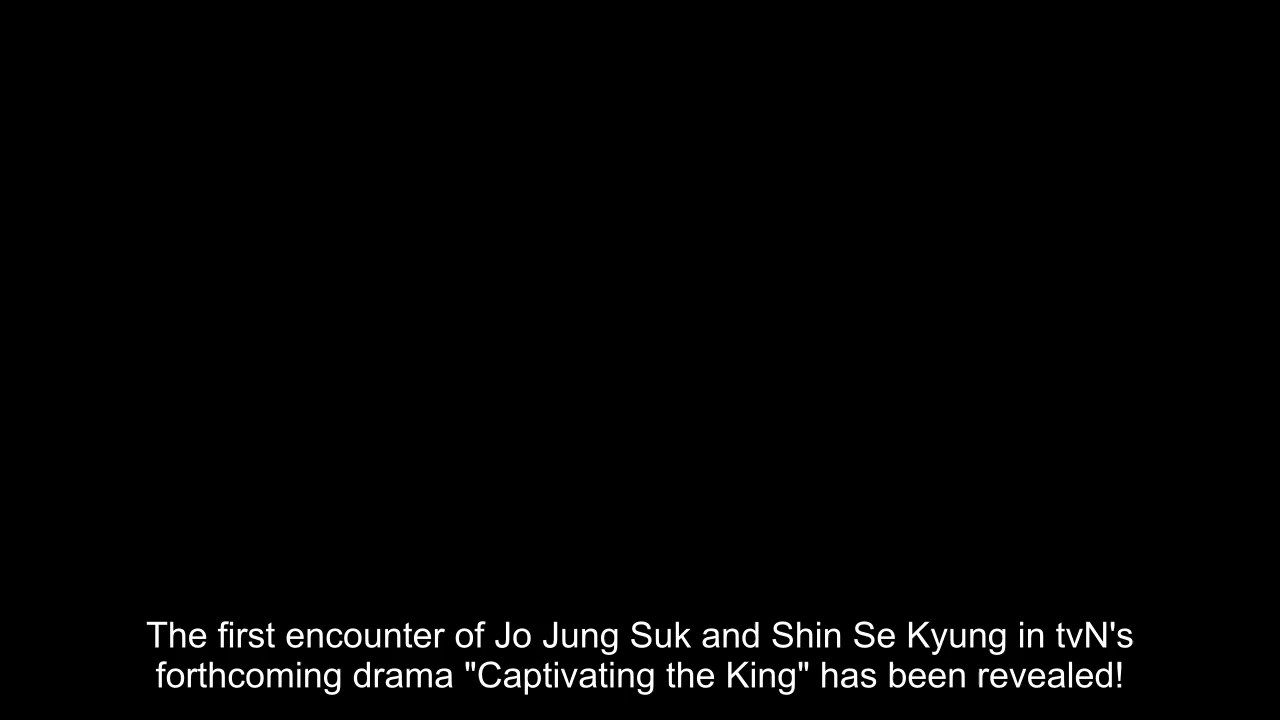 The first encounter of Jo Jung Suk and Shin Se Kyung in tvN's
forthcoming drama "Captivating the King" has been revealed!